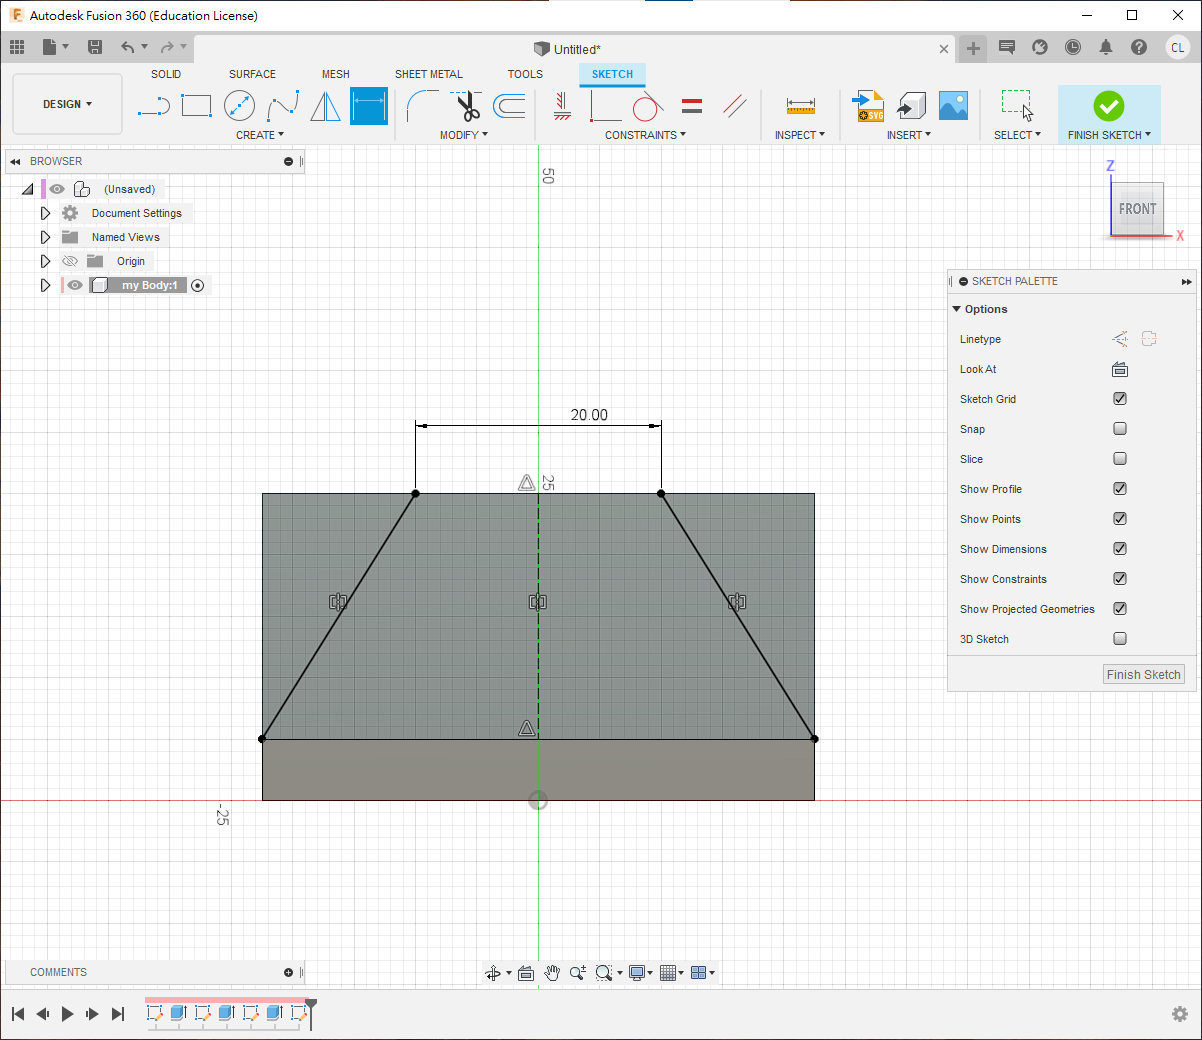 Autodesk Fusion 360 (Education License)
Untitled*
CL
SOLID
SURFACE
MESH
SHEET METAL
TOOLS
SKETCH
DESIGN
CREATE
MODIFY
CONSTRAINTS
INSPECT
SVG
INSERT
SELECT
FINISH SKETCH
BROWSER
(Unsaved)
Document Settings
Named Views
Origin
my Body:1
50
Z
FRONT
X
SKETCH PALETTE
Options
Linetype
Look At
Sketch Grid
Snap
Slice
Show Profile
Show Points
Show Dimensions
Show Constraints
Show Projected Geometries
3D Sketch
Finish Sketch
20.00
25
-25
COMMENTS